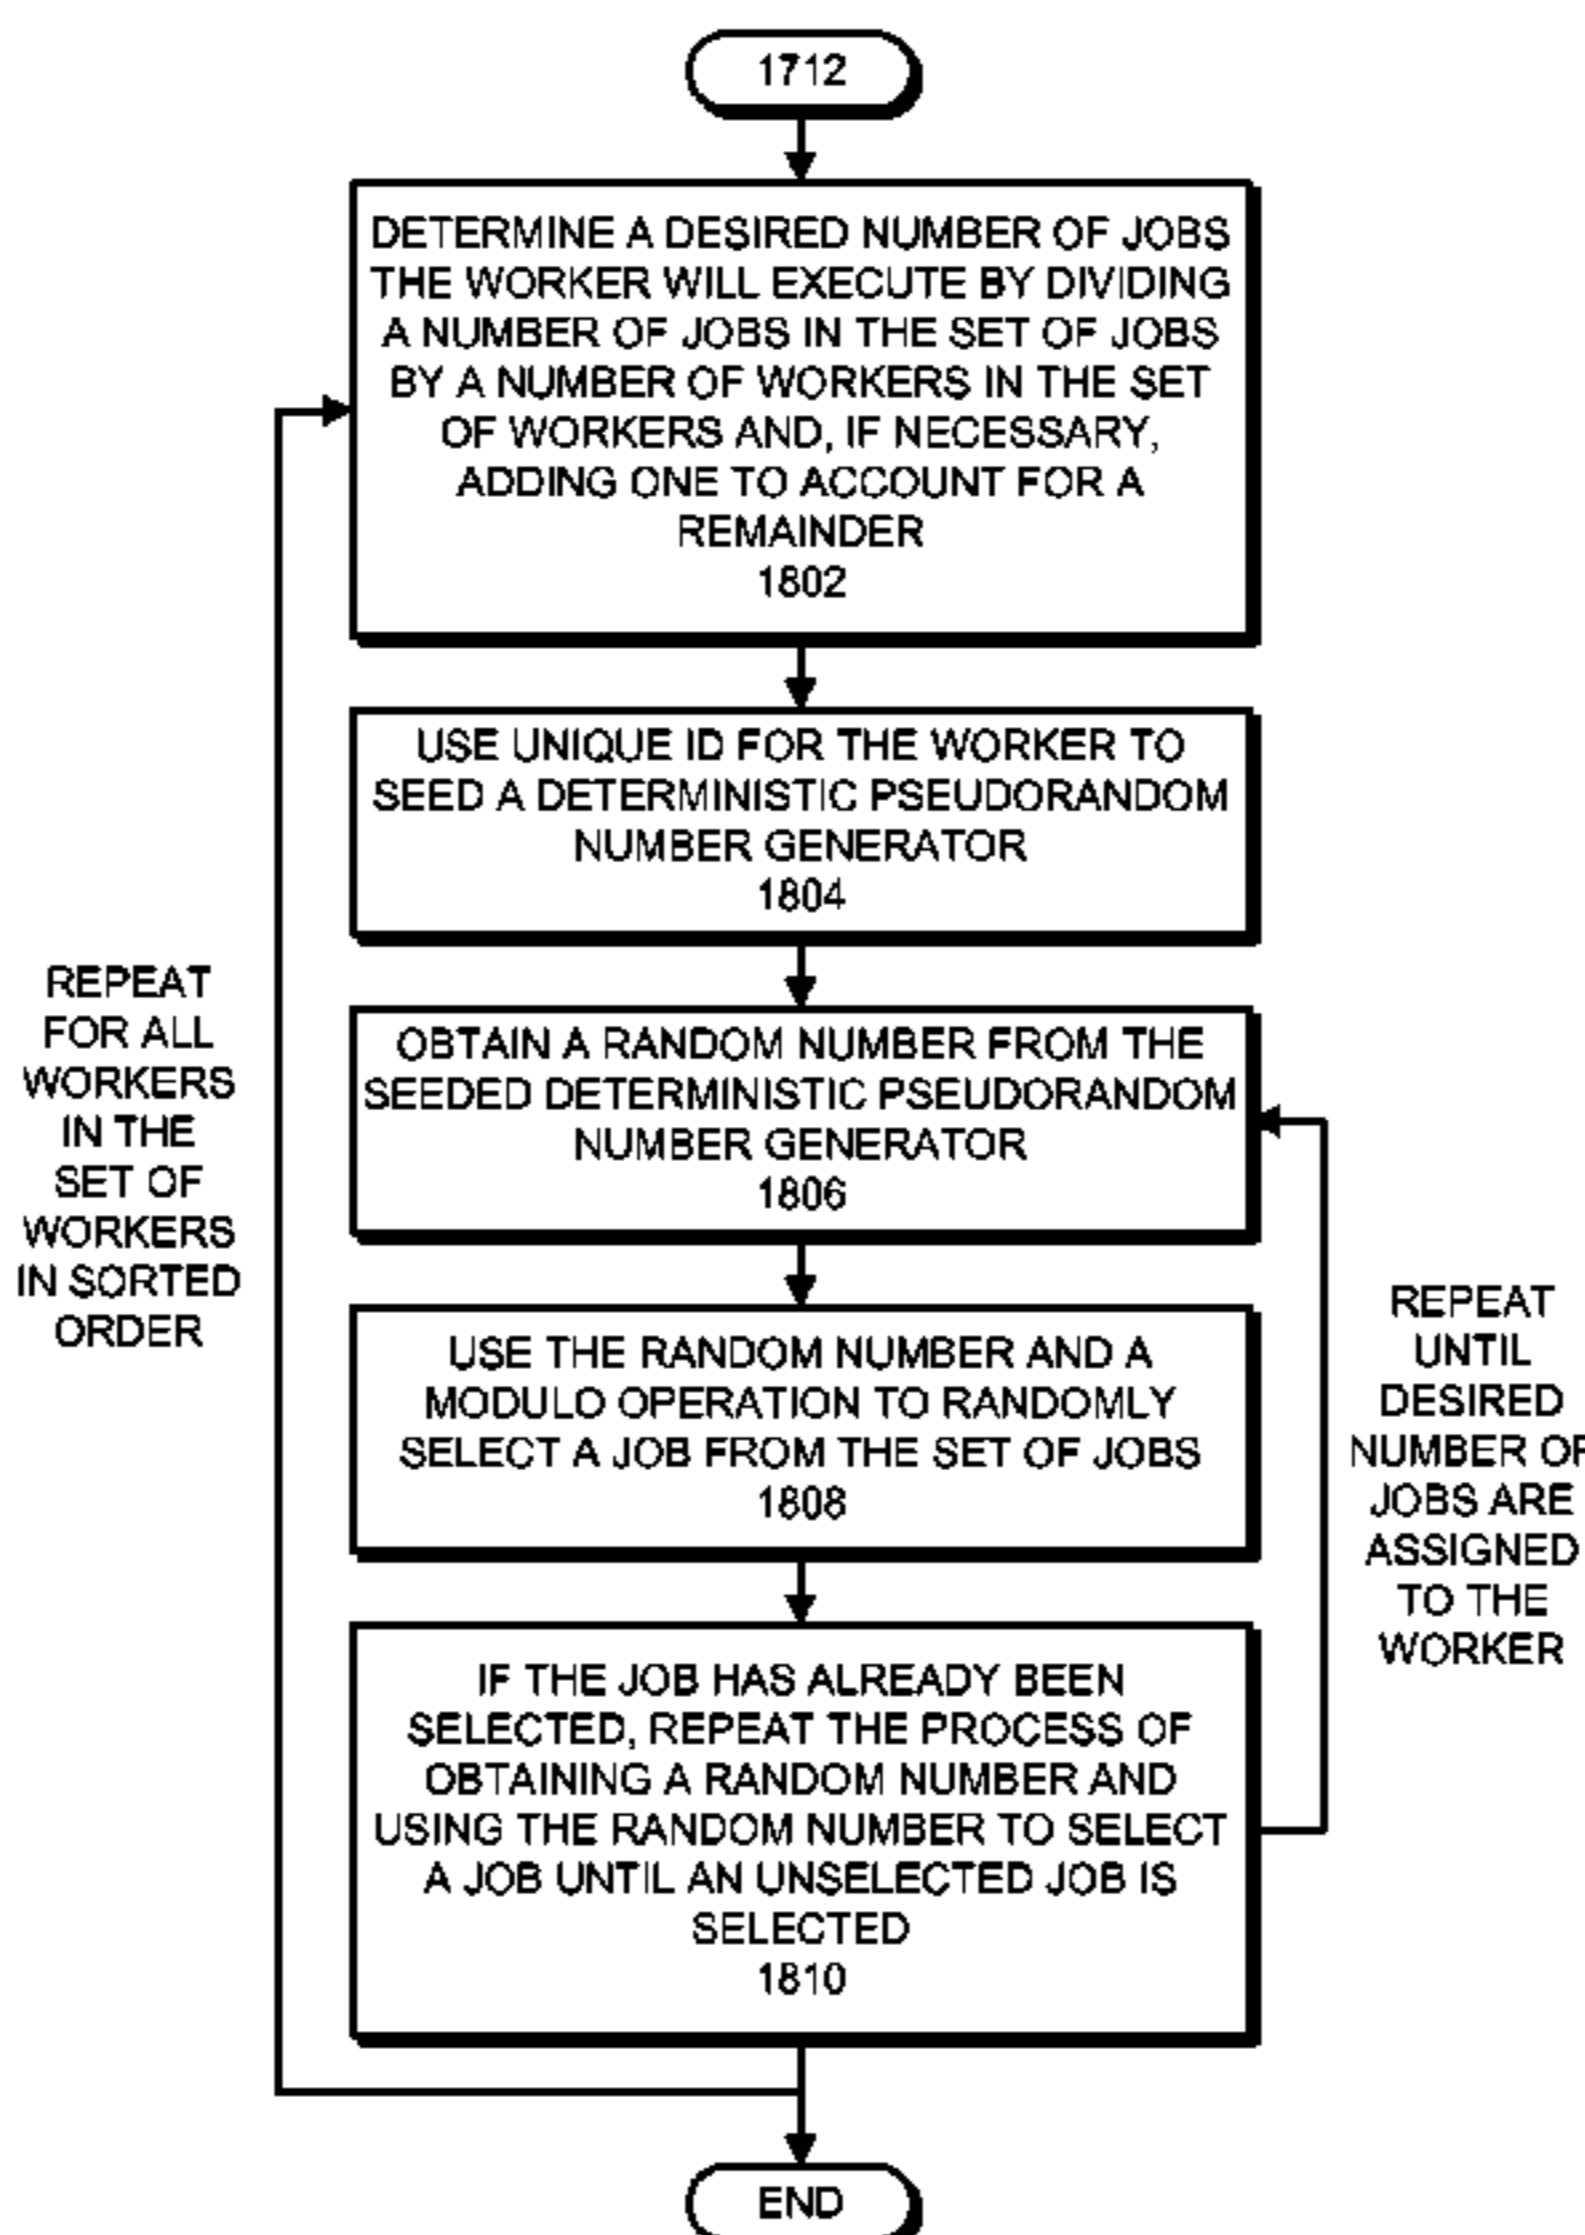 1712
DETERMINE A DESIRED NUMBER OF JOBS
THE WORKER WILL EXECUTE BY DIVIDING
A NUMBER OF JOBS IN THE SET OF JOBS
BY A NUMBER OF WORKERS IN THE SET
OF WORKERS AND, IF NECESSARY,
ADDING ONE TO ACCOUNT FOR A
REMAINDER
1802
USE UNIQUE ID FOR THE WORKER TO
SEED A DETERMINISTIC PSEUDORANDOM
NUMBER GENERATOR
1804
REPEAT
FOR ALL
WORKERS
IN THE
SET OF
WORKERS
IN SORTED
ORDER
OBTAIN A RANDOM NUMBER FROM THE
SEEDED DETERMINISTIC PSEUDORANDOM
NUMBER GENERATOR
1806
USE THE RANDOM NUMBER AND A
MODULO OPERATION TO RANDOMLY
SELECT A JOB FROM THE SET OF JOBS
1808
REPEAT
UNTIL
DESIRED
NUMBER OF
JOBS ARE
ASSIGNED
TO THE
WORKER
IF THE JOB HAS ALREADY BEEN
SELECTED, REPEAT THE PROCESS OF
OBTAINING A RANDOM NUMBER AND
USING THE RANDOM NUMBER TO SELECT
A JOB UNTIL AN UNSELECTED JOB IS
SELECTED
1810
END